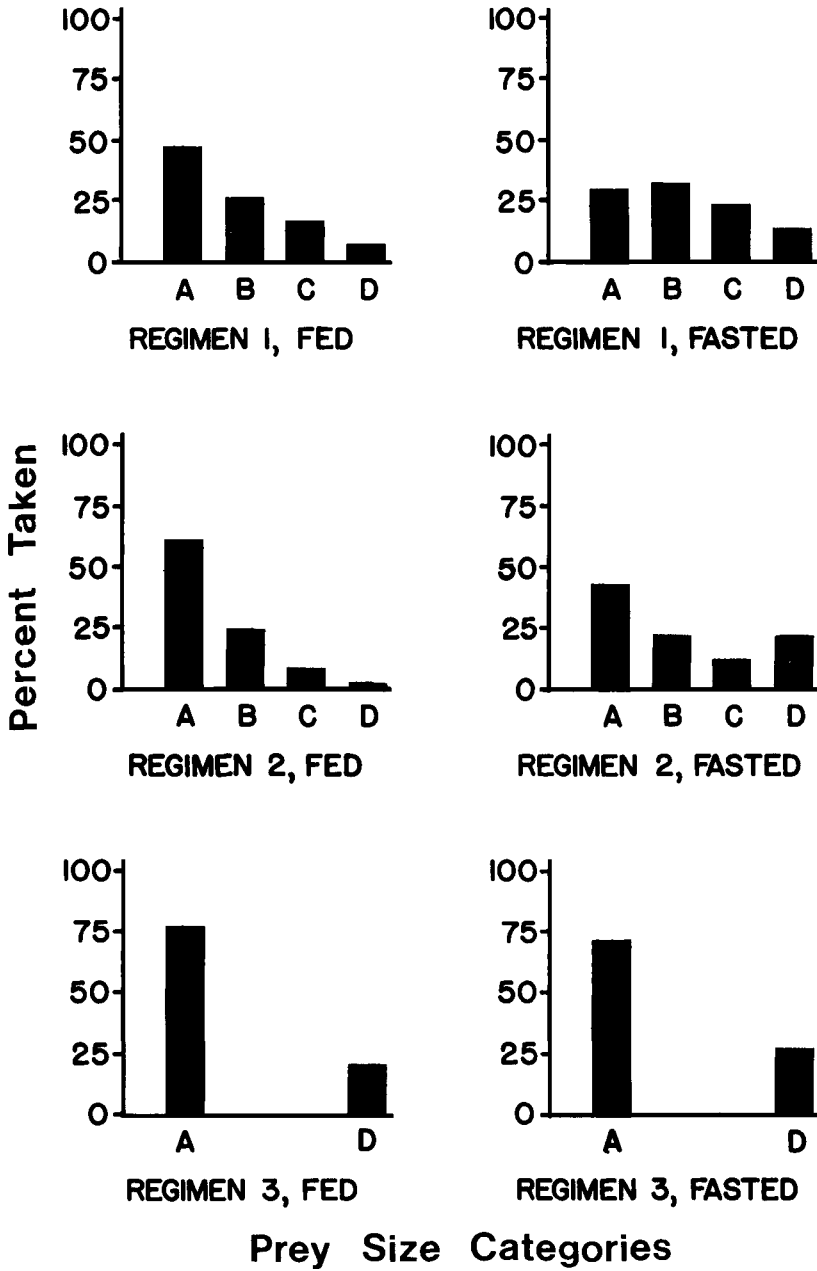 Percent Taken
100
75
50
25
0
A B C D
REGIMEN 1, FED
100
75
50
25
0
A B C D
REGIMEN 1, FASTED
100
75
50
25
0
A B C D
REGIMEN 2, FED
100
75
50
25
0
A B C D
REGIMEN 2, FASTED
100
75
50
25
0
A D
REGIMEN 3, FED
100
75
50
25
0
A D
REGIMEN 3, FASTED
Prey Size Categories